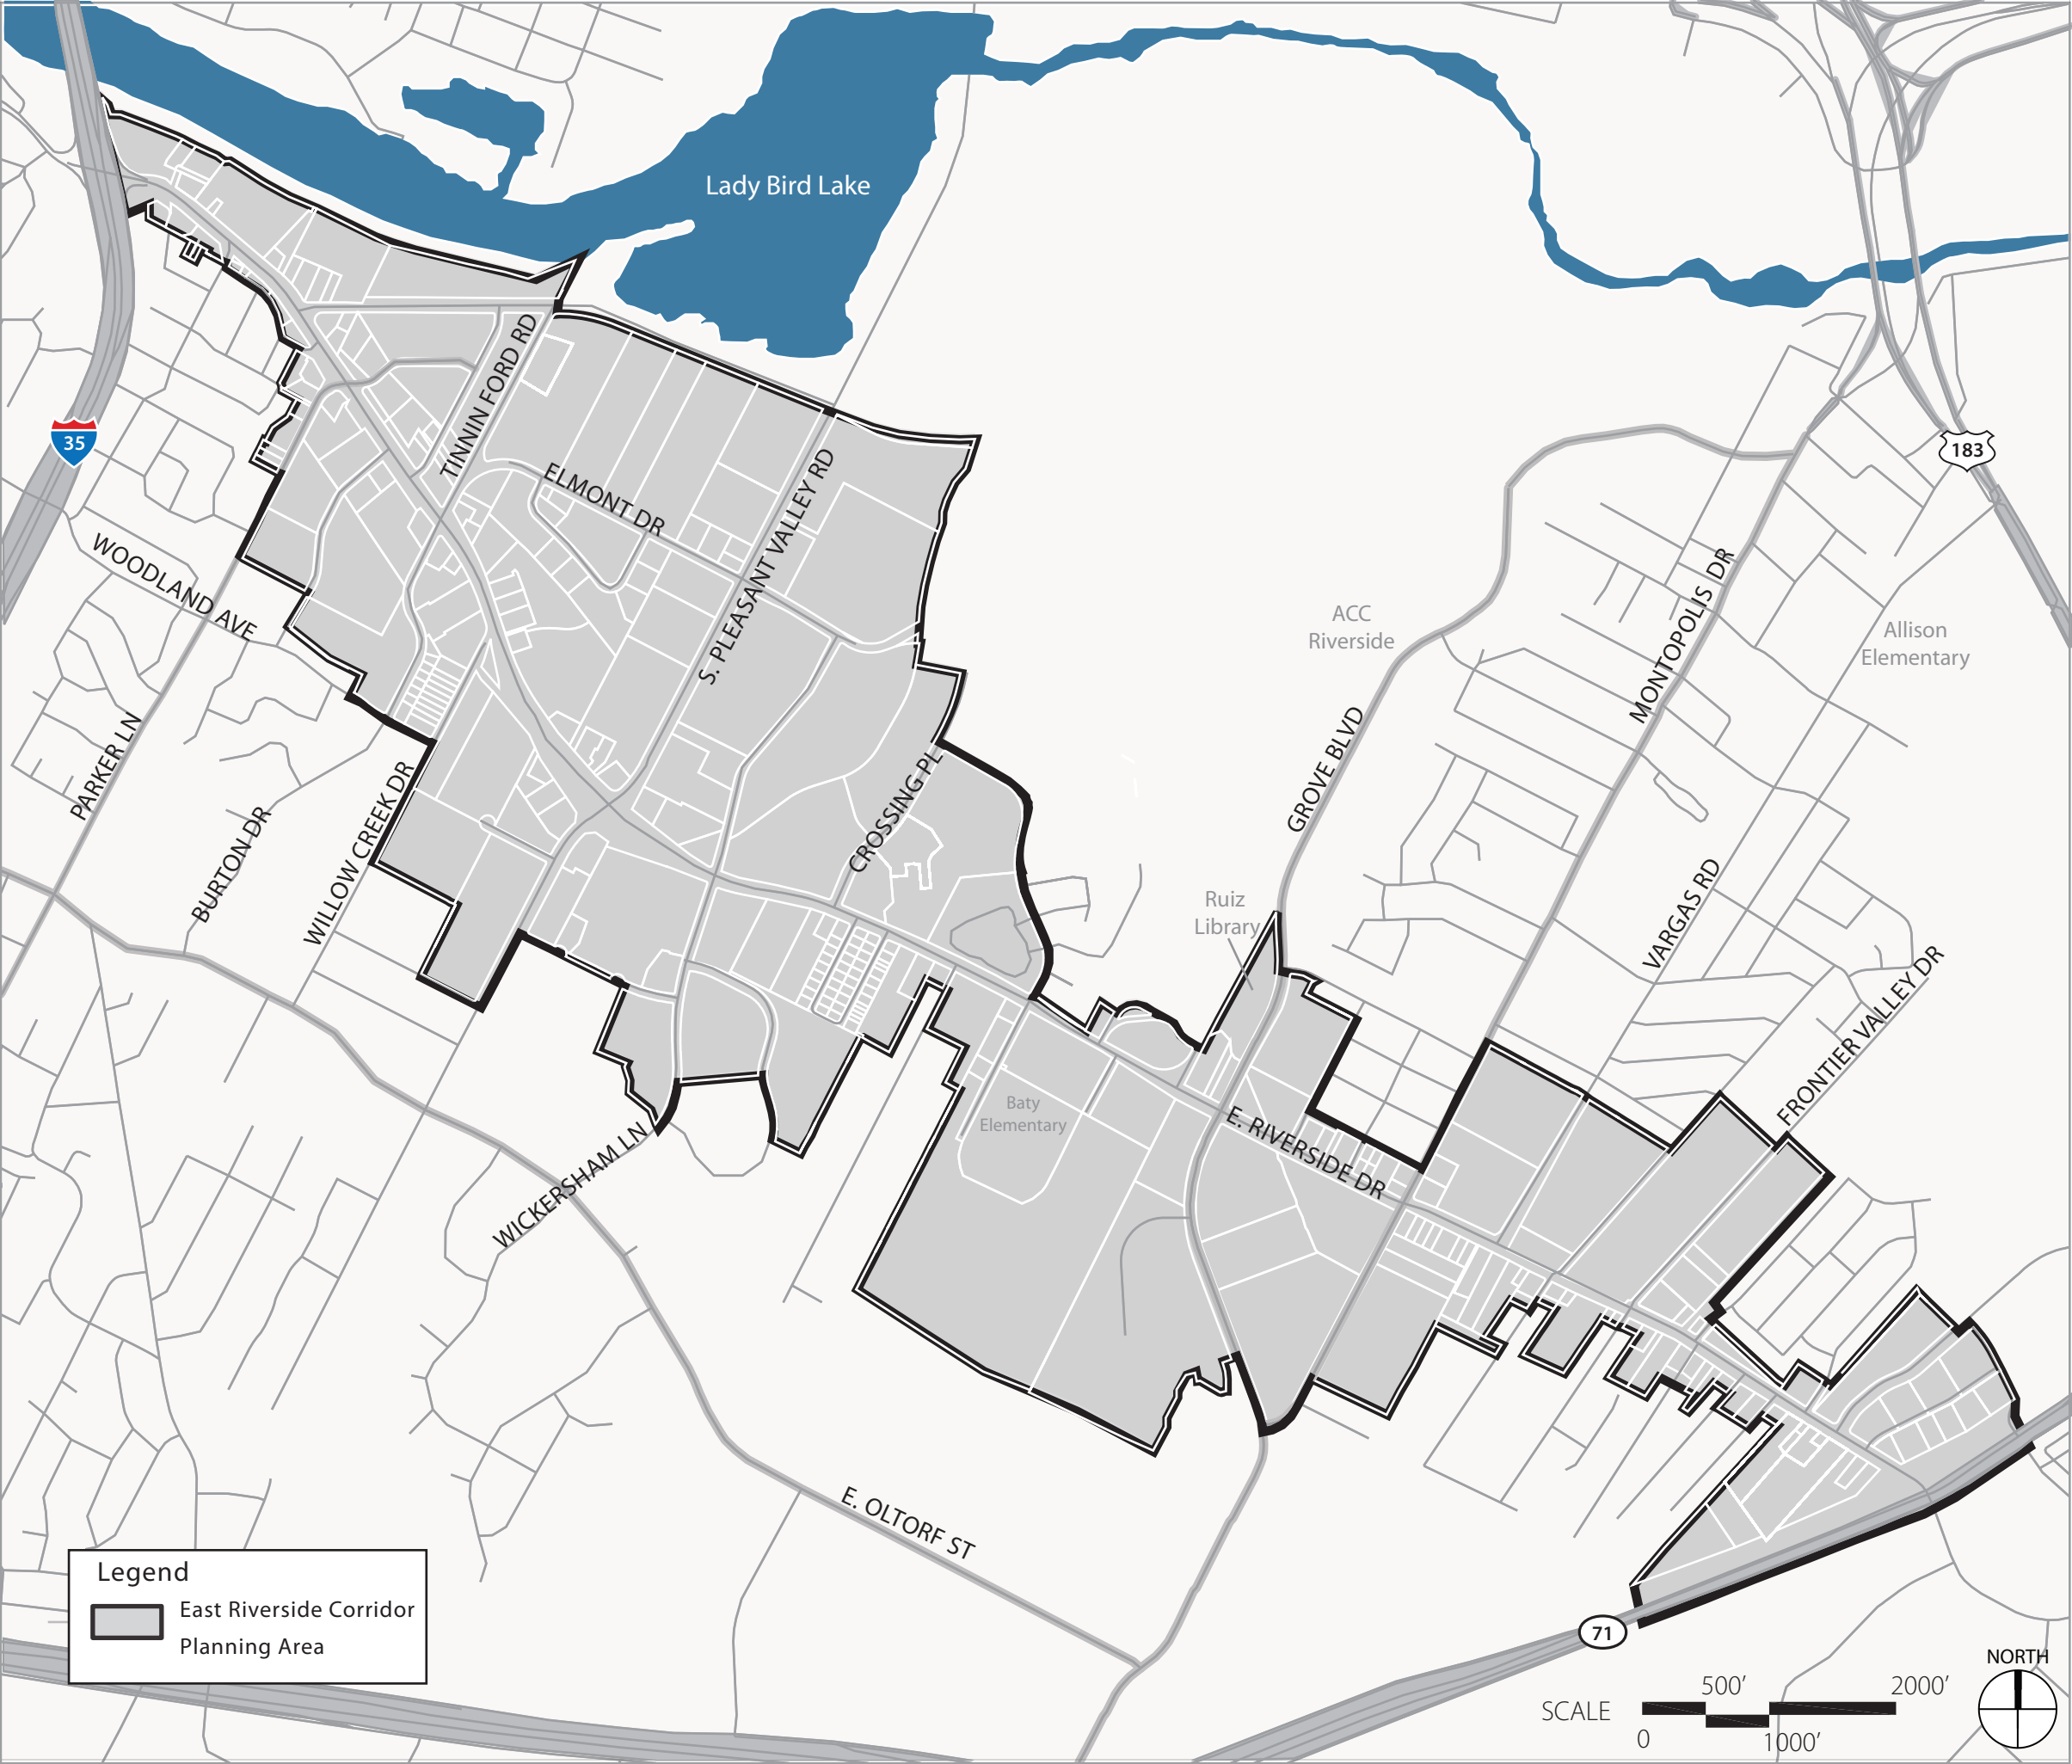 Lady Bird Lake
35
183
TINNIN FORD RD
ELMONT DR
S. PLEASANT VALLEY RD
WOODLAND AVE
MONTOPOLIS DR
ACC
Riverside
Allison
Elementary
PARKER LN
GROVE BLVD
CROSSING PL
WILLOW CREEK DR
BURTON DR
VARGAS RD
Ruiz
Library
FRONTIER VALLEY DR
Baty
Elementary
E. RIVERSIDE DR
WICKERSHAM LN
E. OLTORF ST
Legend
East Riverside Corridor
Planning Area
71
NORTH
500’
2000’
SCALE
0
1000’